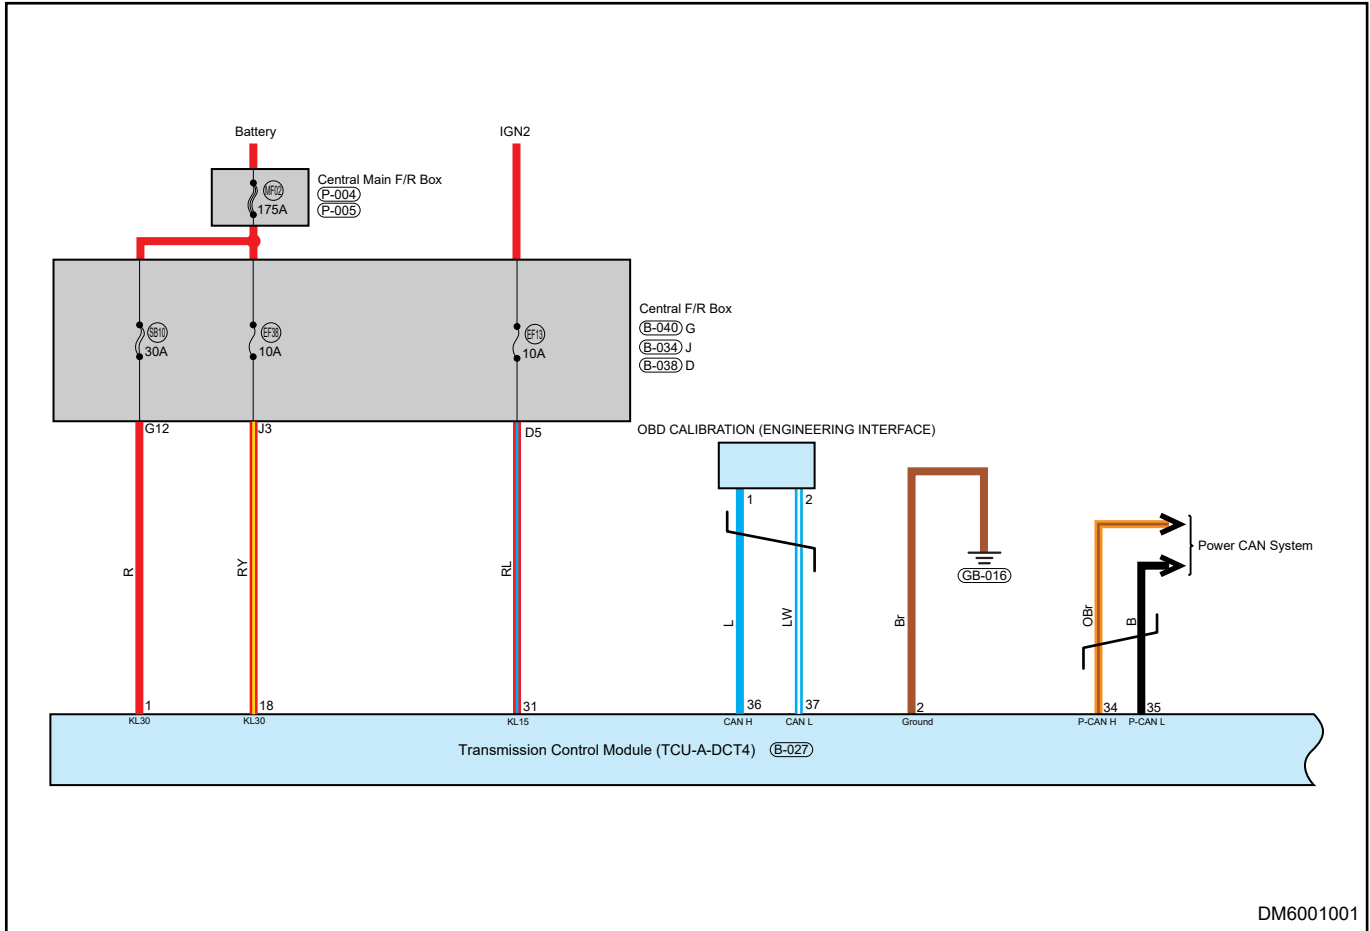 Battery
IGN2
MF02
175A
Central Main F/R Box
P-004
P-005
SB10
30A
EF38
10A
EF13
10A
Central F/R Box
B-040 G
B-034 J
B-038 D
G12
J3
D5
OBD CALIBRATION (ENGINEERING INTERFACE)
1
2
GB-016
Power CAN System
R
RY
RL
L
LW
Br
OBr
B
1
18
31
36
37
2
34
35
KL30
KL30
KL15
CAN H
CAN L
Ground
P-CAN H
P-CAN L
Transmission Control Module (TCU-A-DCT4) B-027
DM6001001